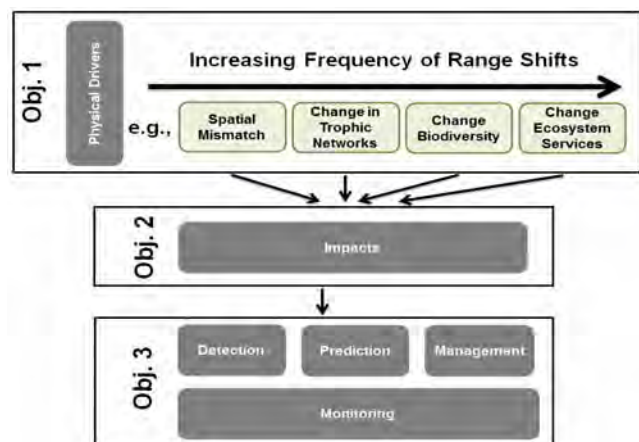 Obj. 1
Physical Drivers
Increasing Frequency of Range Shifts
e.g.,
Spatial
Mismatch
Change in
Trophic
Networks
Change
Biodiversity
Change
Ecosystem
Services
Obj. 2
Impacts
Obj. 3
Detection
Prediction
Management
Monitoring